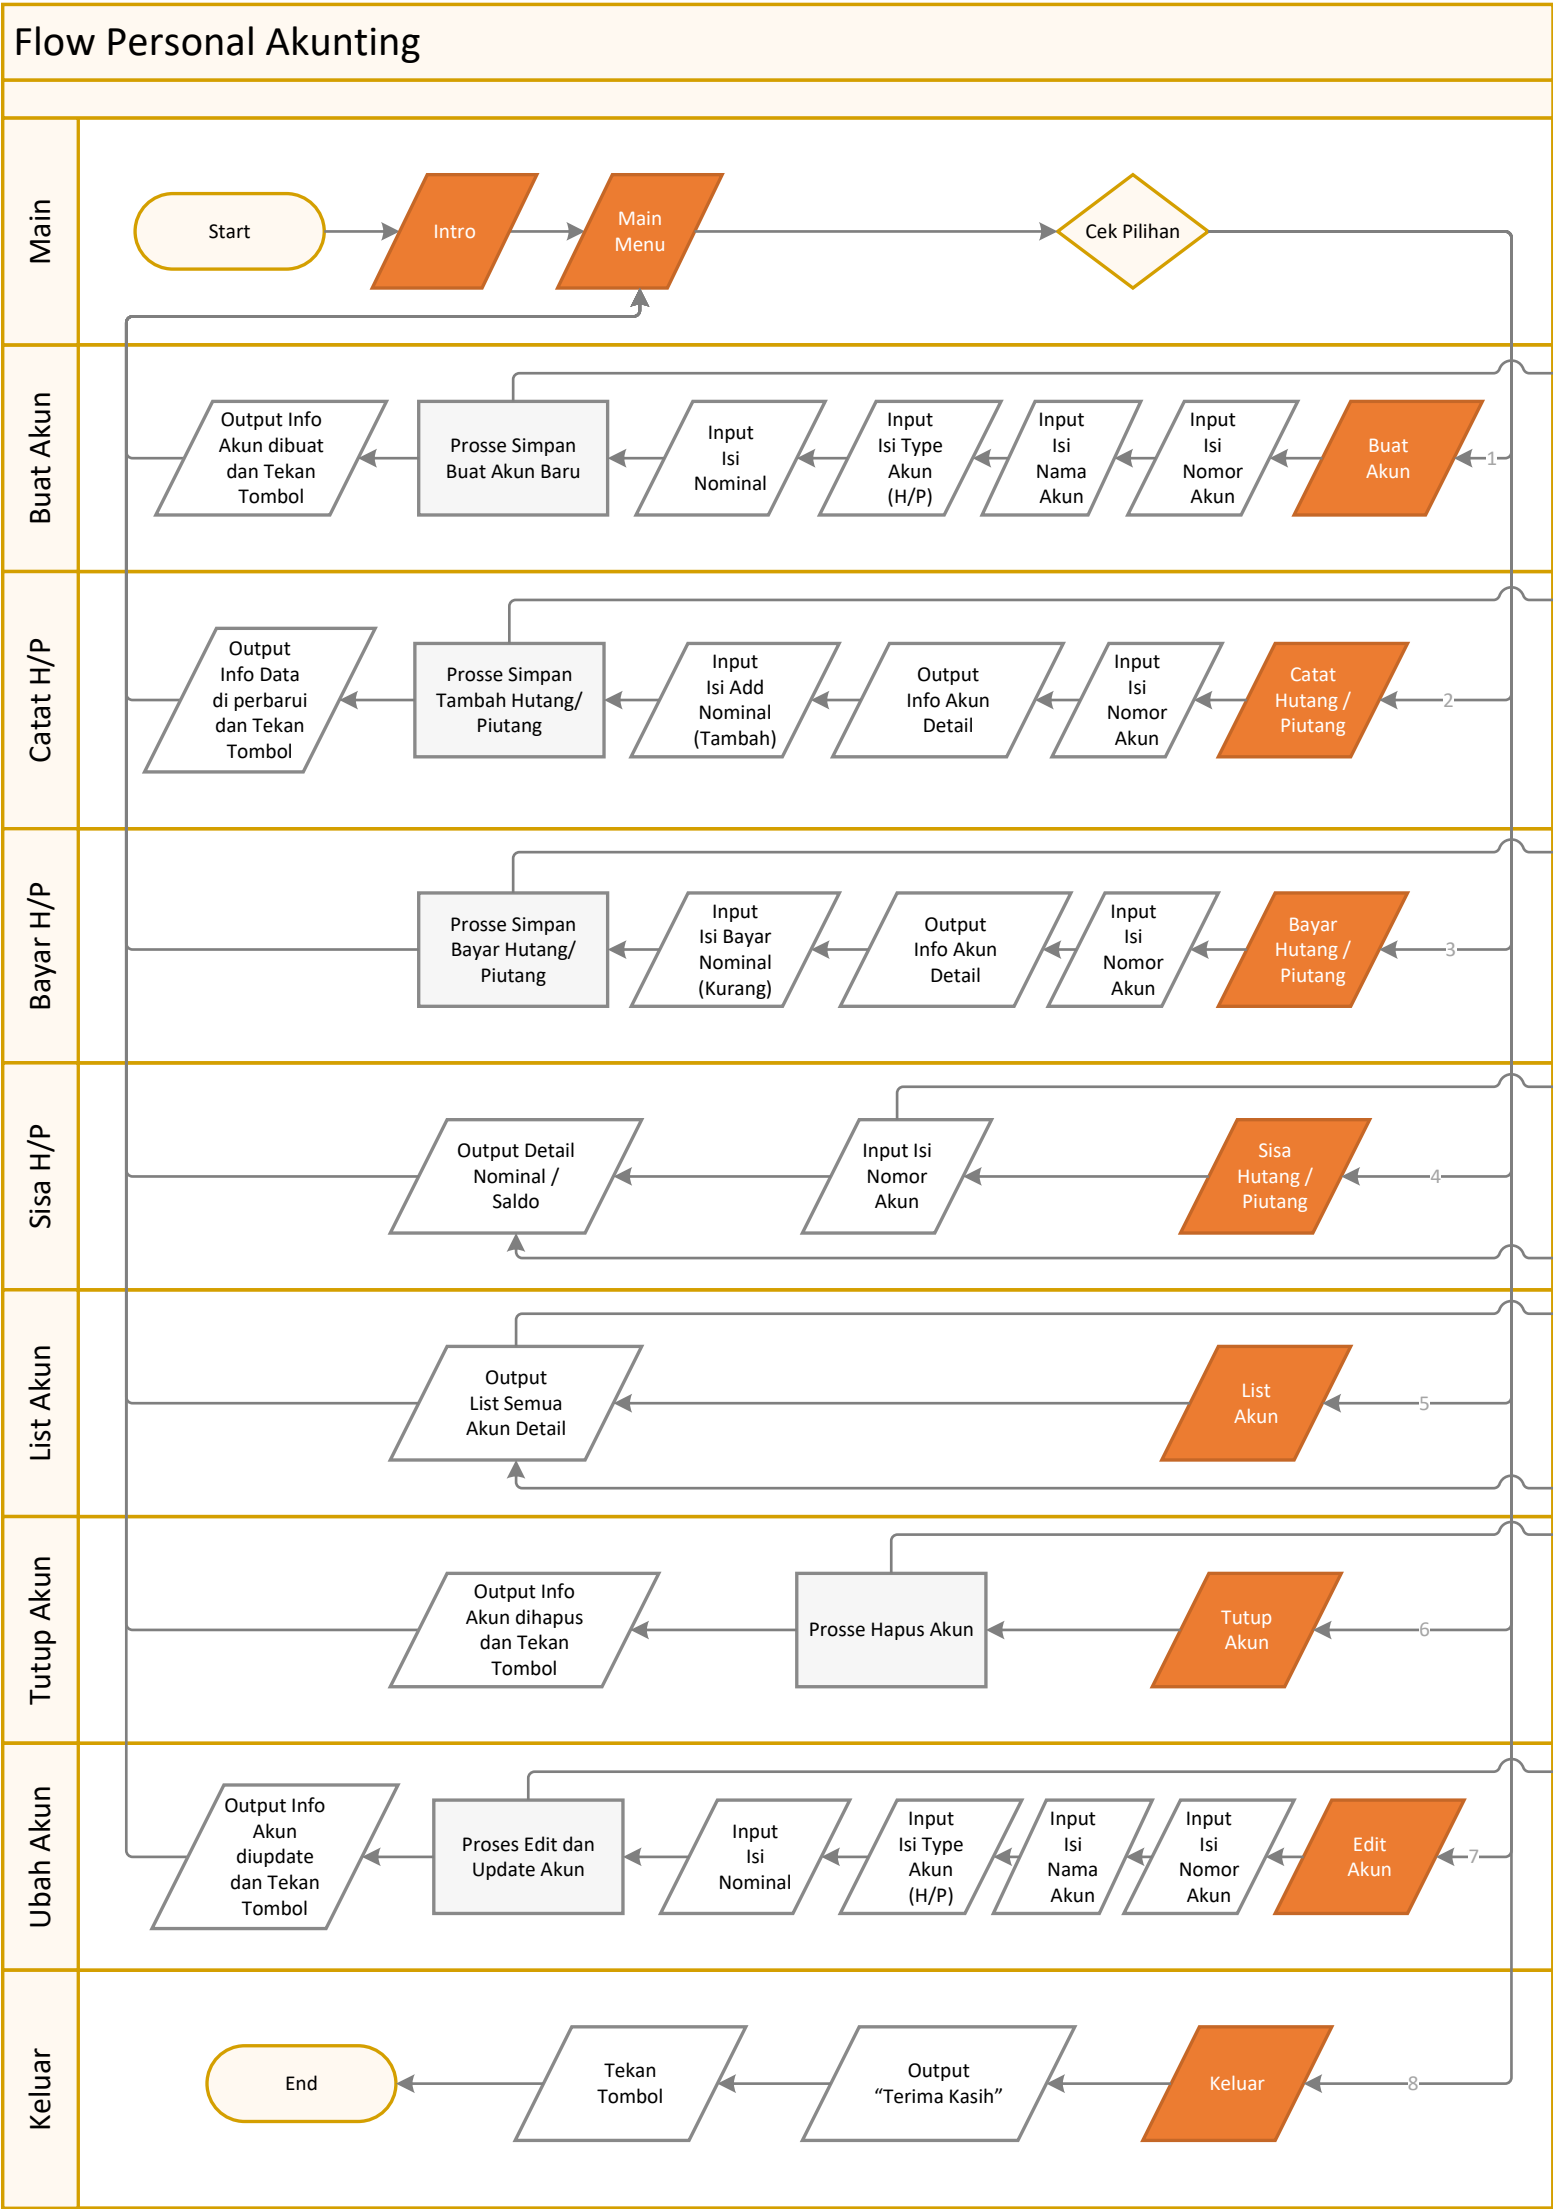 Flow Personal Akunting
Main
Start
Intro
Main
Menu
Cek Pilihan
Buat Akun
Output Info
Akun dibuat
dan Tekan
Tombol
Prosse Simpan
Buat Akun Baru
Input
Isi
Nominal
Input
Isi Type
Akun
(H/P)
Input
Isi
Nama
Akun
Input
Isi
Nomor
Akun
Buat
Akun
1
Catat H/P
Output
Info Data
di perbarui
dan Tekan
Tombol
Prosse Simpan
Tambah Hutang/
Piutang
Input
Isi Add
Nominal
(Tambah)
Output
Info Akun
Detail
Input
Isi
Nomor
Akun
Catat
Hutang /
Piutang
2
Bayar H/P
Prosse Simpan
Bayar Hutang/
Piutang
Input
Isi Bayar
Nominal
(Kurang)
Output
Info Akun
Detail
Input
Isi
Nomor
Akun
Bayar
Hutang /
Piutang
3
Sisa H/P
Output Detail
Nominal /
Saldo
Input Isi
Nomor
Akun
Sisa
Hutang /
Piutang
4
List Akun
Output
List Semua
Akun Detail
List
Akun
5
Tutup Akun
Output Info
Akun dihapus
dan Tekan
Tombol
Prosse Hapus Akun
Tutup
Akun
6
Ubah Akun
Output Info
Akun
diupdate
dan Tekan
Tombol
Proses Edit dan
Update Akun
Input
Isi
Nominal
Input
Isi Type
Akun
(H/P)
Input
Isi
Nama
Akun
Input
Isi
Nomor
Akun
Edit
Akun
7
Keluar
End
Tekan
Tombol
Output
“Terima Kasih”
Keluar
8